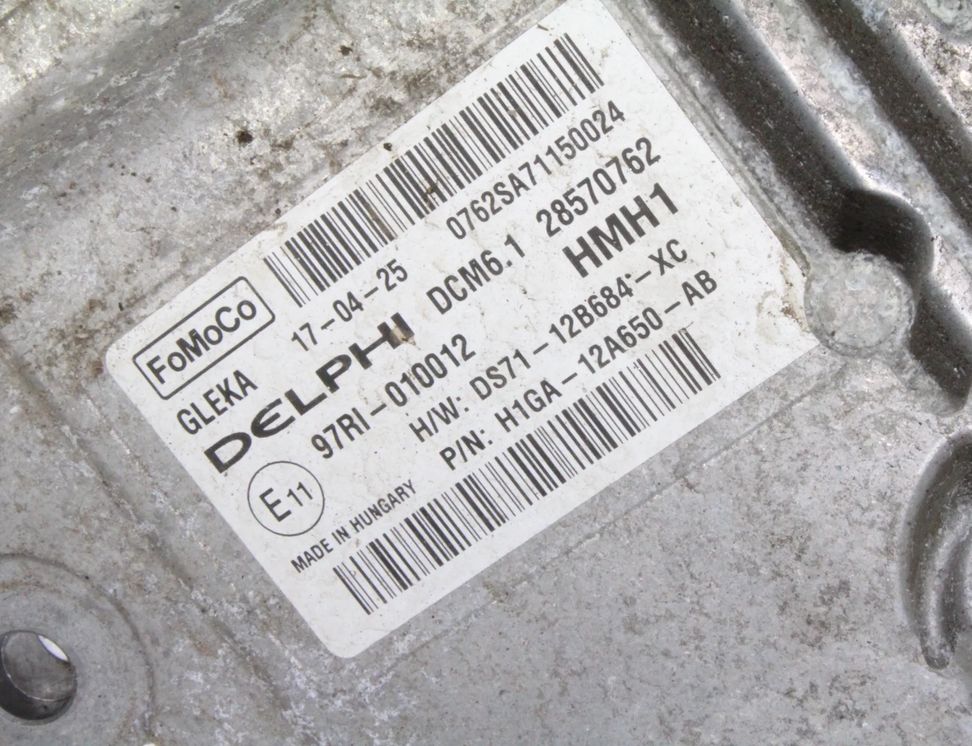 0762SA71150024
FoMoCo 17-04-25 DCM6.1 28570762
GLEKA
DELPHI HMH1
97RI-010012
H/W: DS71-12B684-XC
P/N: H1GA-12A650-AB
E11
MADE IN HUNGARY